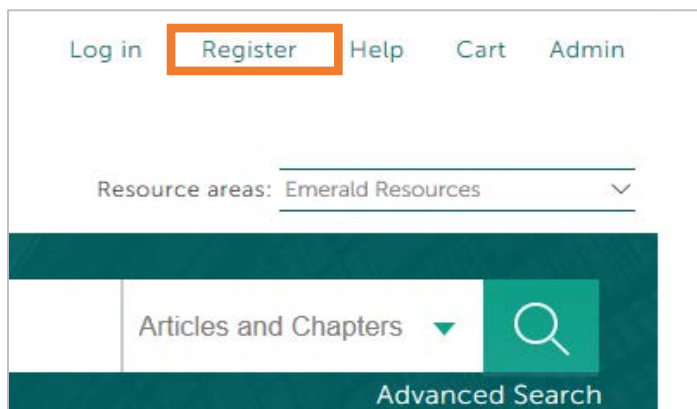 Log in Register Help Cart Admin
Resource areas: Emerald Resources
Articles and Chapters
Advanced Search